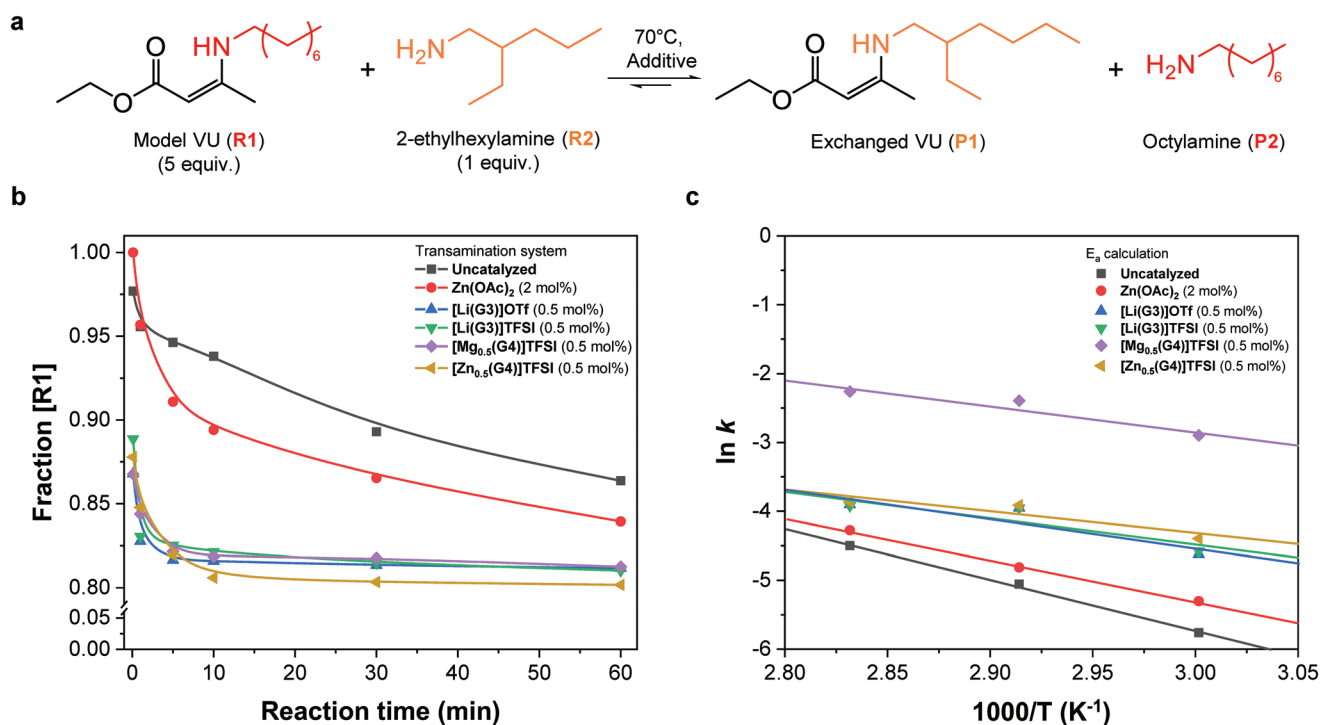 a
O
O
HN
6
+
H2N
70°C,
Additive
O
O
HN
+
H2N
6
Model VU (R1)
(5 equiv.)
2-ethylhexylamine (R2)
(1 equiv.)
Exchanged VU (P1)
Octylamine (P2)
b
Fraction [R1]
1.00
0.95
0.90
0.85
0.80
0.05
0.00
0 10 20 30 40 50 60
Reaction time (min)
Transamination system
Uncatalyzed
Zn(OAc)2 (2 mol%)
[Li(G3)]OTf (0.5 mol%)
[Li(G3)]TFSI (0.5 mol%)
[Mg0.5(G4)]TFSI (0.5 mol%)
[Zn0.5(G4)]TFSI (0.5 mol%)
c
ln k
0
-1
-2
-3
-4
-5
-6
2.80 2.85 2.90 2.95 3.00 3.05
1000/T (K-1)
Ea calculation
Uncatalyzed
Zn(OAc)2 (2 mol%)
[Li(G3)]OTf (0.5 mol%)
[Li(G3)]TFSI (0.5 mol%)
[Mg0.5(G4)]TFSI (0.5 mol%)
[Zn0.5(G4)]TFSI (0.5 mol%)